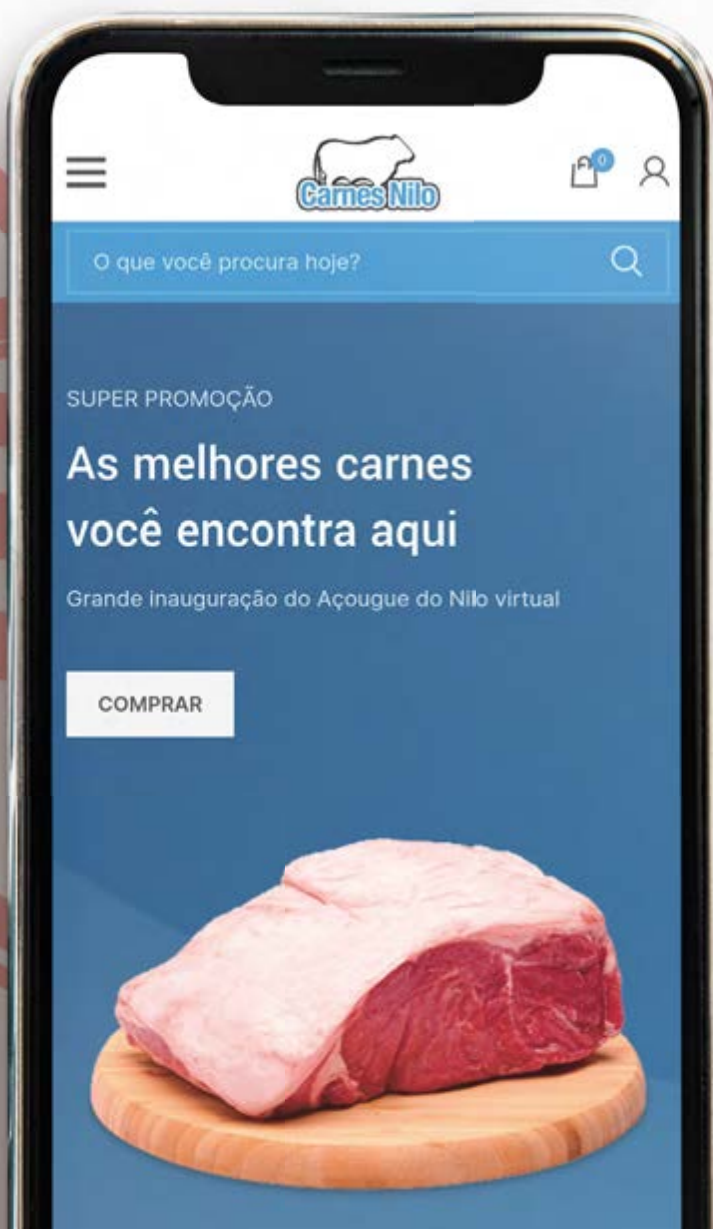 Carnes Nilo
0
O que você procura hoje?
SUPER PROMOÇÃO
As melhores carnes
você encontra aqui
Grande inauguração do Açougue do Nilo virtual
COMPRAR